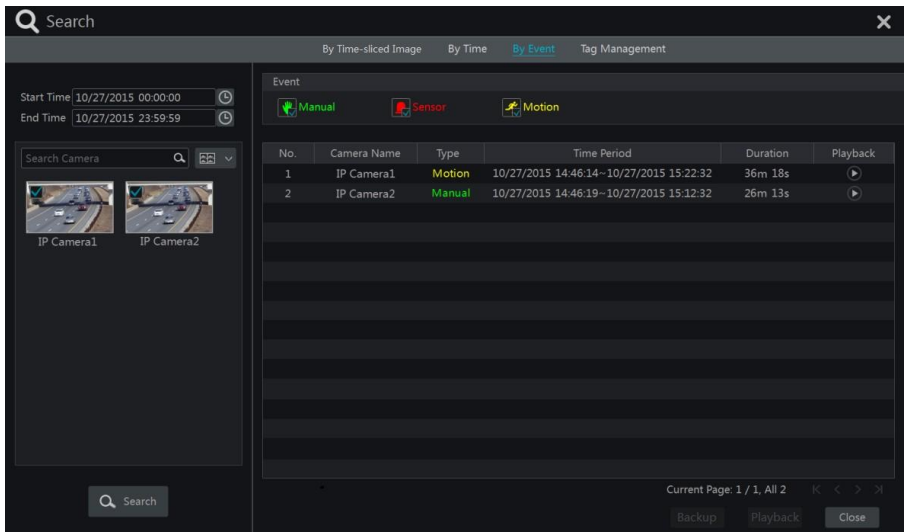 Search
By Time-sliced Image By Time By Event Tag Management
Start Time 10/27/2015 00:00:00
End Time 10/27/2015 23:59:59
Search Camera
IP Camera1 IP Camera2
Search
Event
Manual Sensor Motion
No. Camera Name Type Time Period Duration Playback
1 IP Camera1 Motion 10/27/2015 14:46:14~10/27/2015 15:22:32 36m 18s
2 IP Camera2 Manual 10/27/2015 14:46:19~10/27/2015 15:12:32 26m 13s
Current Page: 1 / 1, All 2
Backup Playback Close